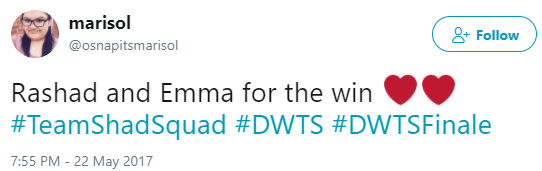 marisol
@osnapitsmarisol
Follow
Rashad and Emma for the win ❤❤
#TeamShadSquad #DWTS #DWTSFinale
7:55 PM - 22 May 2017